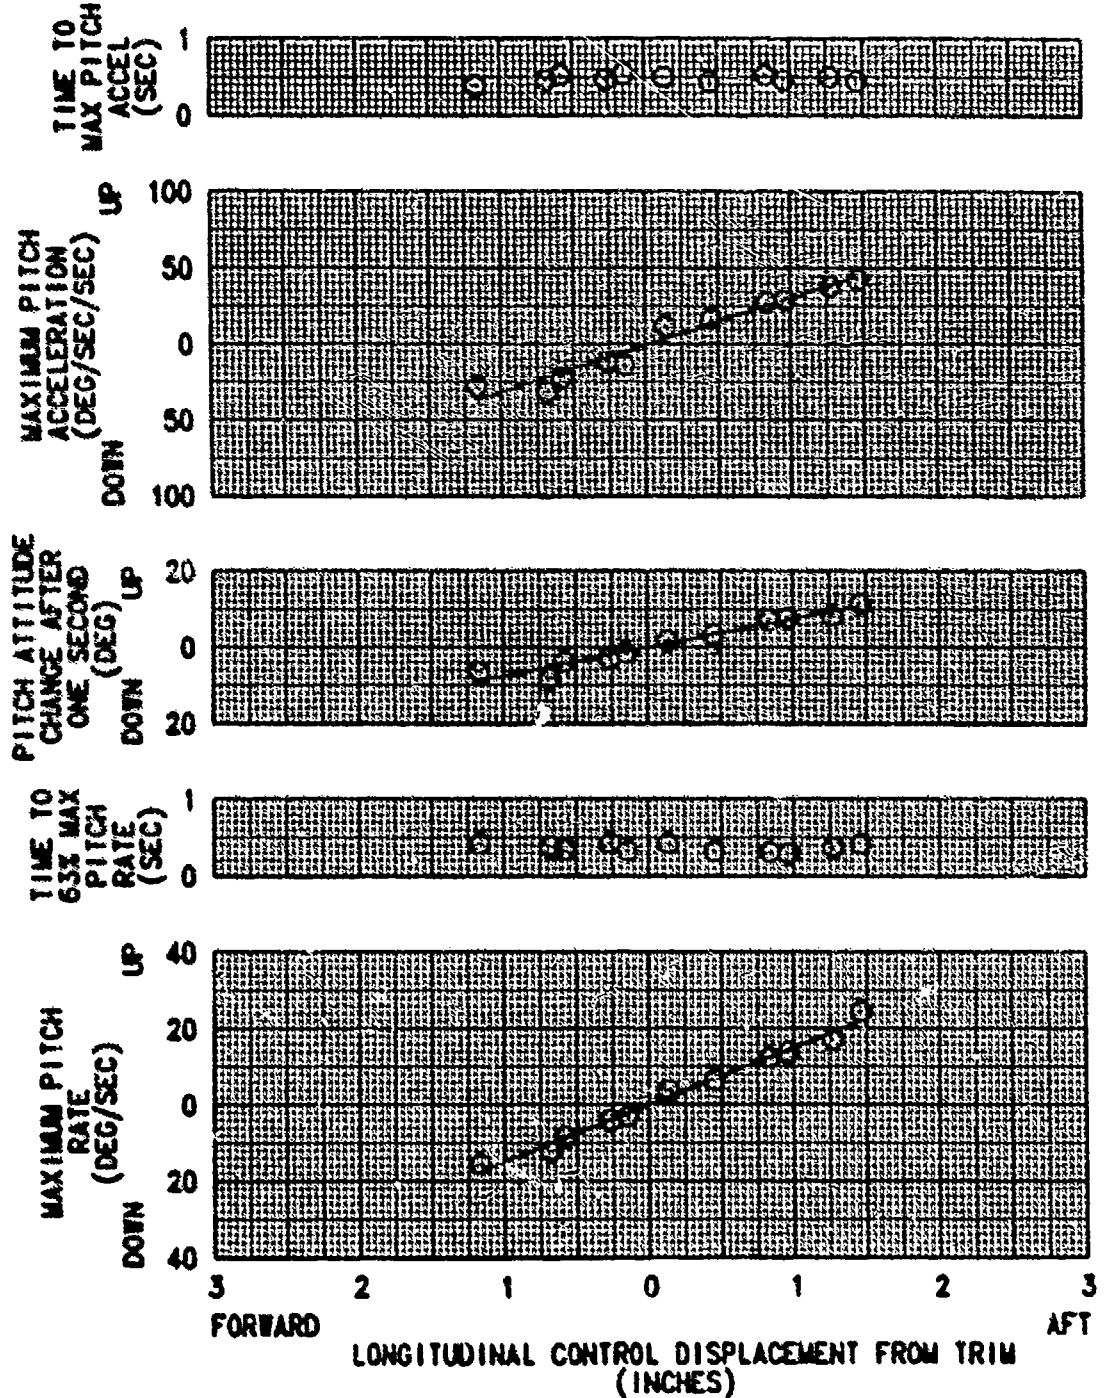 TIME TO
MAX PITCH
ACCEL
(SEC)
1
0
MAXIMUM PITCH
ACCELERATION
(DEG/SEC/SEC)
DOWN UP
100
50
0
50
100
PITCH ATTITUDE
CHANGE AFTER
ONE SECOND
(DEG)
DOWN UP
20
0
20
TIME TO
63% MAX
PITCH
RATE
(SEC)
1
0
MAXIMUM PITCH
RATE
(DEG/SEC)
DOWN UP
40
20
0
20
40
3 2 1 0 1 2 3
FORWARD AFT
LONGITUDINAL CONTROL DISPLACEMENT FROM TRIM
(INCHES)